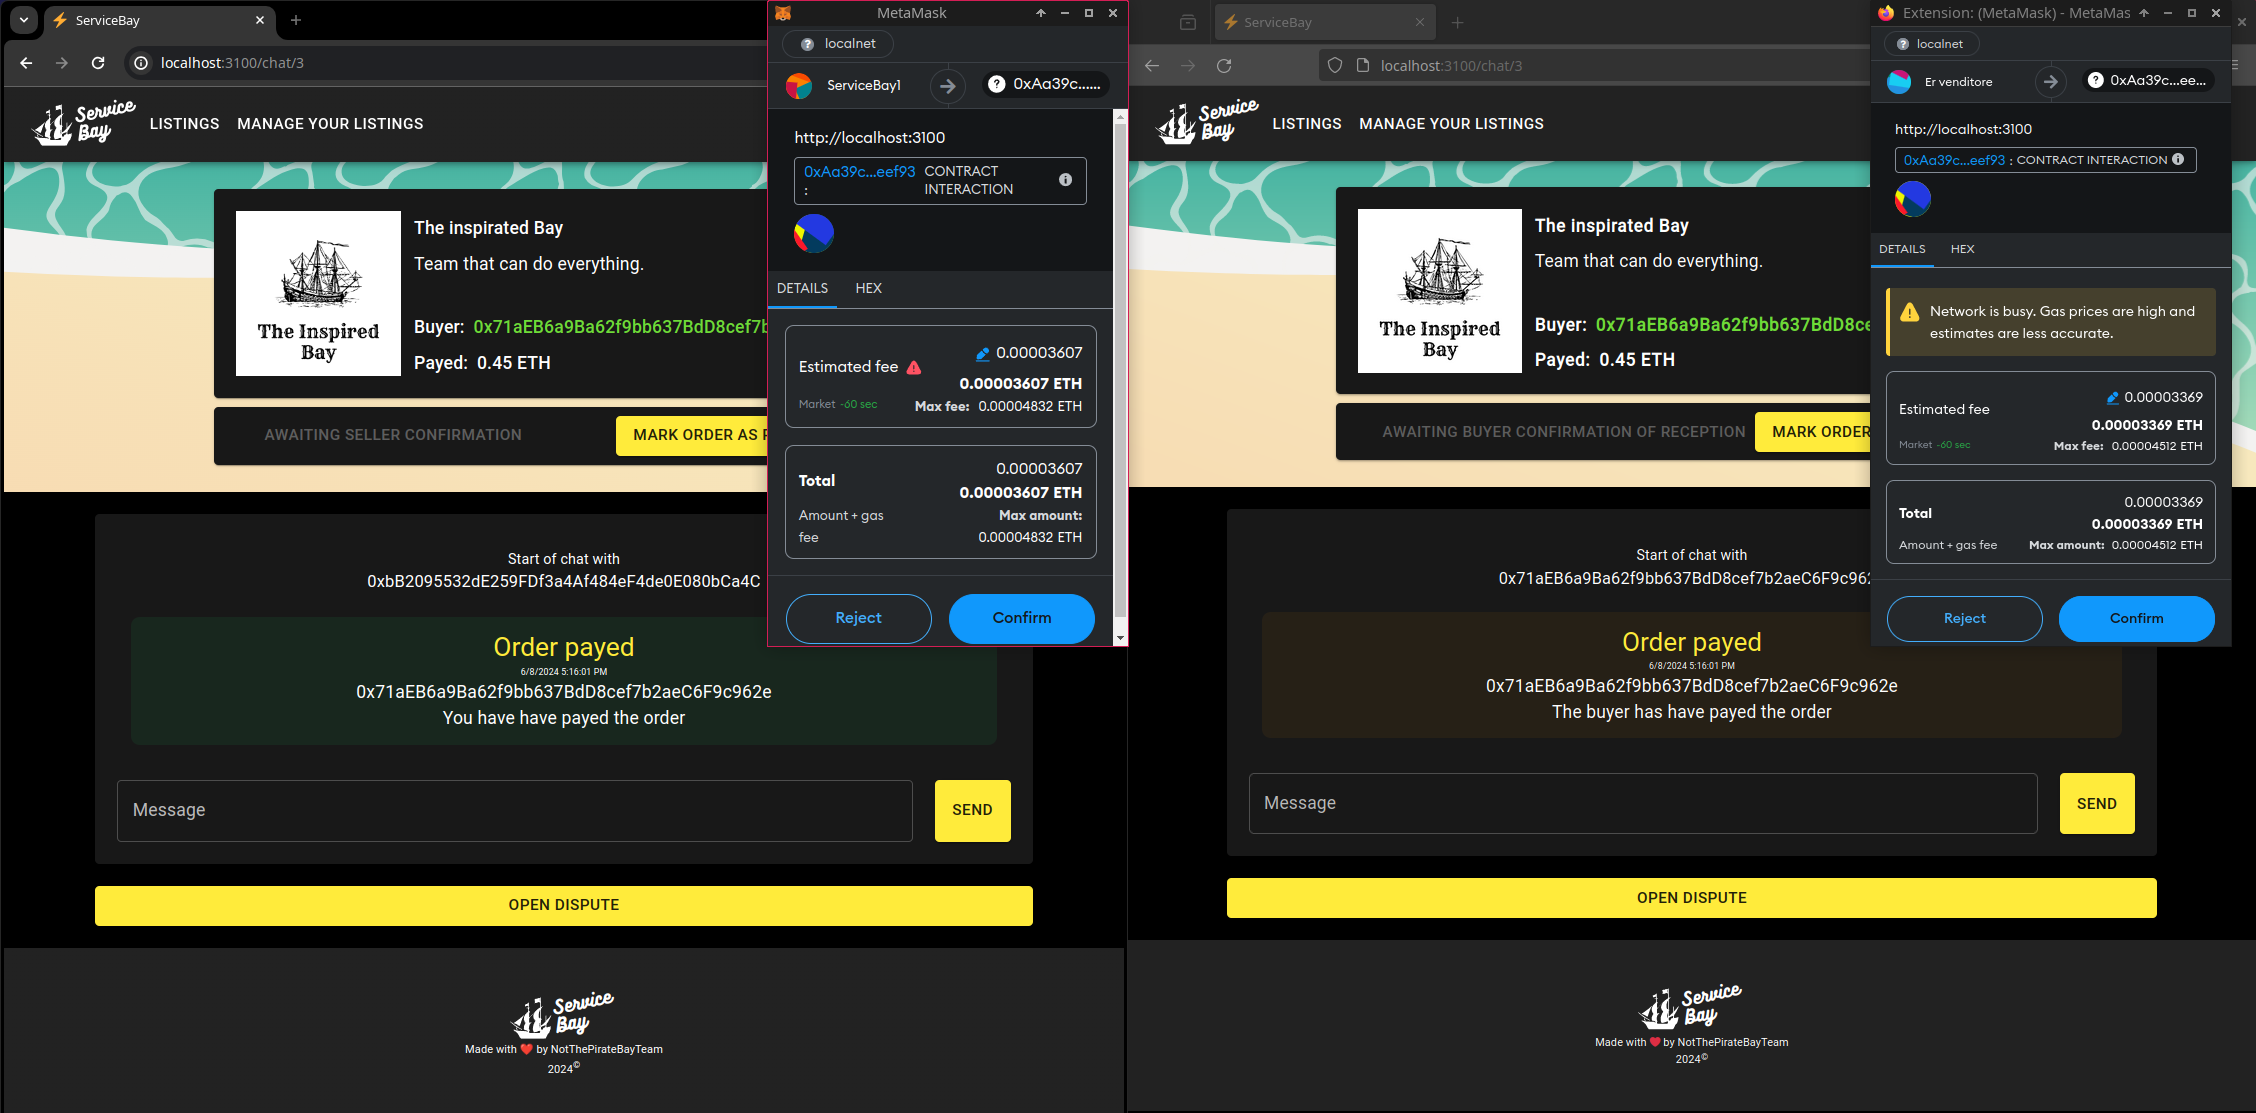 ServiceBay
localhost:3100/chat/3
Service Bay
LISTINGS
MANAGE YOUR LISTINGS
The inspirated Bay
Team that can do everything.
The Inspired
Bay
Buyer: 0x71aEB6a9Ba62f9bb637BdD8cef7b
Payed: 0.45 ETH
AWAITING SELLER CONFIRMATION
MARK ORDER AS
Start of chat with
0xbB2095532dE259FDf3a4Af484eF4de0E080bCa4C
Order payed
6/8/2024 5:16:01 PM
0x71aEB6a9Ba62f9bb637BdD8cef7b2aeC6F9c962e
You have have payed the order
Message
SEND
OPEN DISPUTE
Service Bay
Made with ❤️ by NotThePirateBayTeam
2024©
MetaMask
localnet
ServiceBay1
0xAa39c......
http://localhost:3100
0xAa39c...eef93 CONTRACT
: INTERACTION
DETAILS
HEX
Estimated fee
0.00003607
0.00003607 ETH
Market ~60 sec
Max fee: 0.00004832 ETH
Total
0.00003607
0.00003607 ETH
Amount + gas
fee
Max amount:
0.00004832 ETH
Reject
Confirm
ServiceBay
localhost:3100/chat/3
Service Bay
LISTINGS
MANAGE YOUR LISTINGS
The inspirated Bay
Team that can do everything.
The Inspired
Bay
Buyer: 0x71aEB6a9Ba62f9bb637BdD8ce
Payed: 0.45 ETH
AWAITING BUYER CONFIRMATION OF RECEPTION
MARK ORDER
Start of chat with
0x71aEB6a9Ba62f9bb637BdD8cef7b2aeC6F9c962
Order payed
6/8/2024 5:16:01 PM
0x71aEB6a9Ba62f9bb637BdD8cef7b2aeC6F9c962e
The buyer has have payed the order
Message
SEND
OPEN DISPUTE
Service Bay
Made with ❤️ by NotThePirateBayTeam
2024©
Extension: (MetaMask) - MetaMas
localnet
Er venditore
0xAa39c...ee...
http://localhost:3100
0xAa39c...eef93 : CONTRACT INTERACTION
DETAILS
HEX
Network is busy. Gas prices are high and
estimates are less accurate.
Estimated fee
0.00003369
0.00003369 ETH
Market ~60 sec
Max fee: 0.00004512 ETH
Total
0.00003369
0.00003369 ETH
Amount + gas fee
Max amount: 0.00004512 ETH
Reject
Confirm